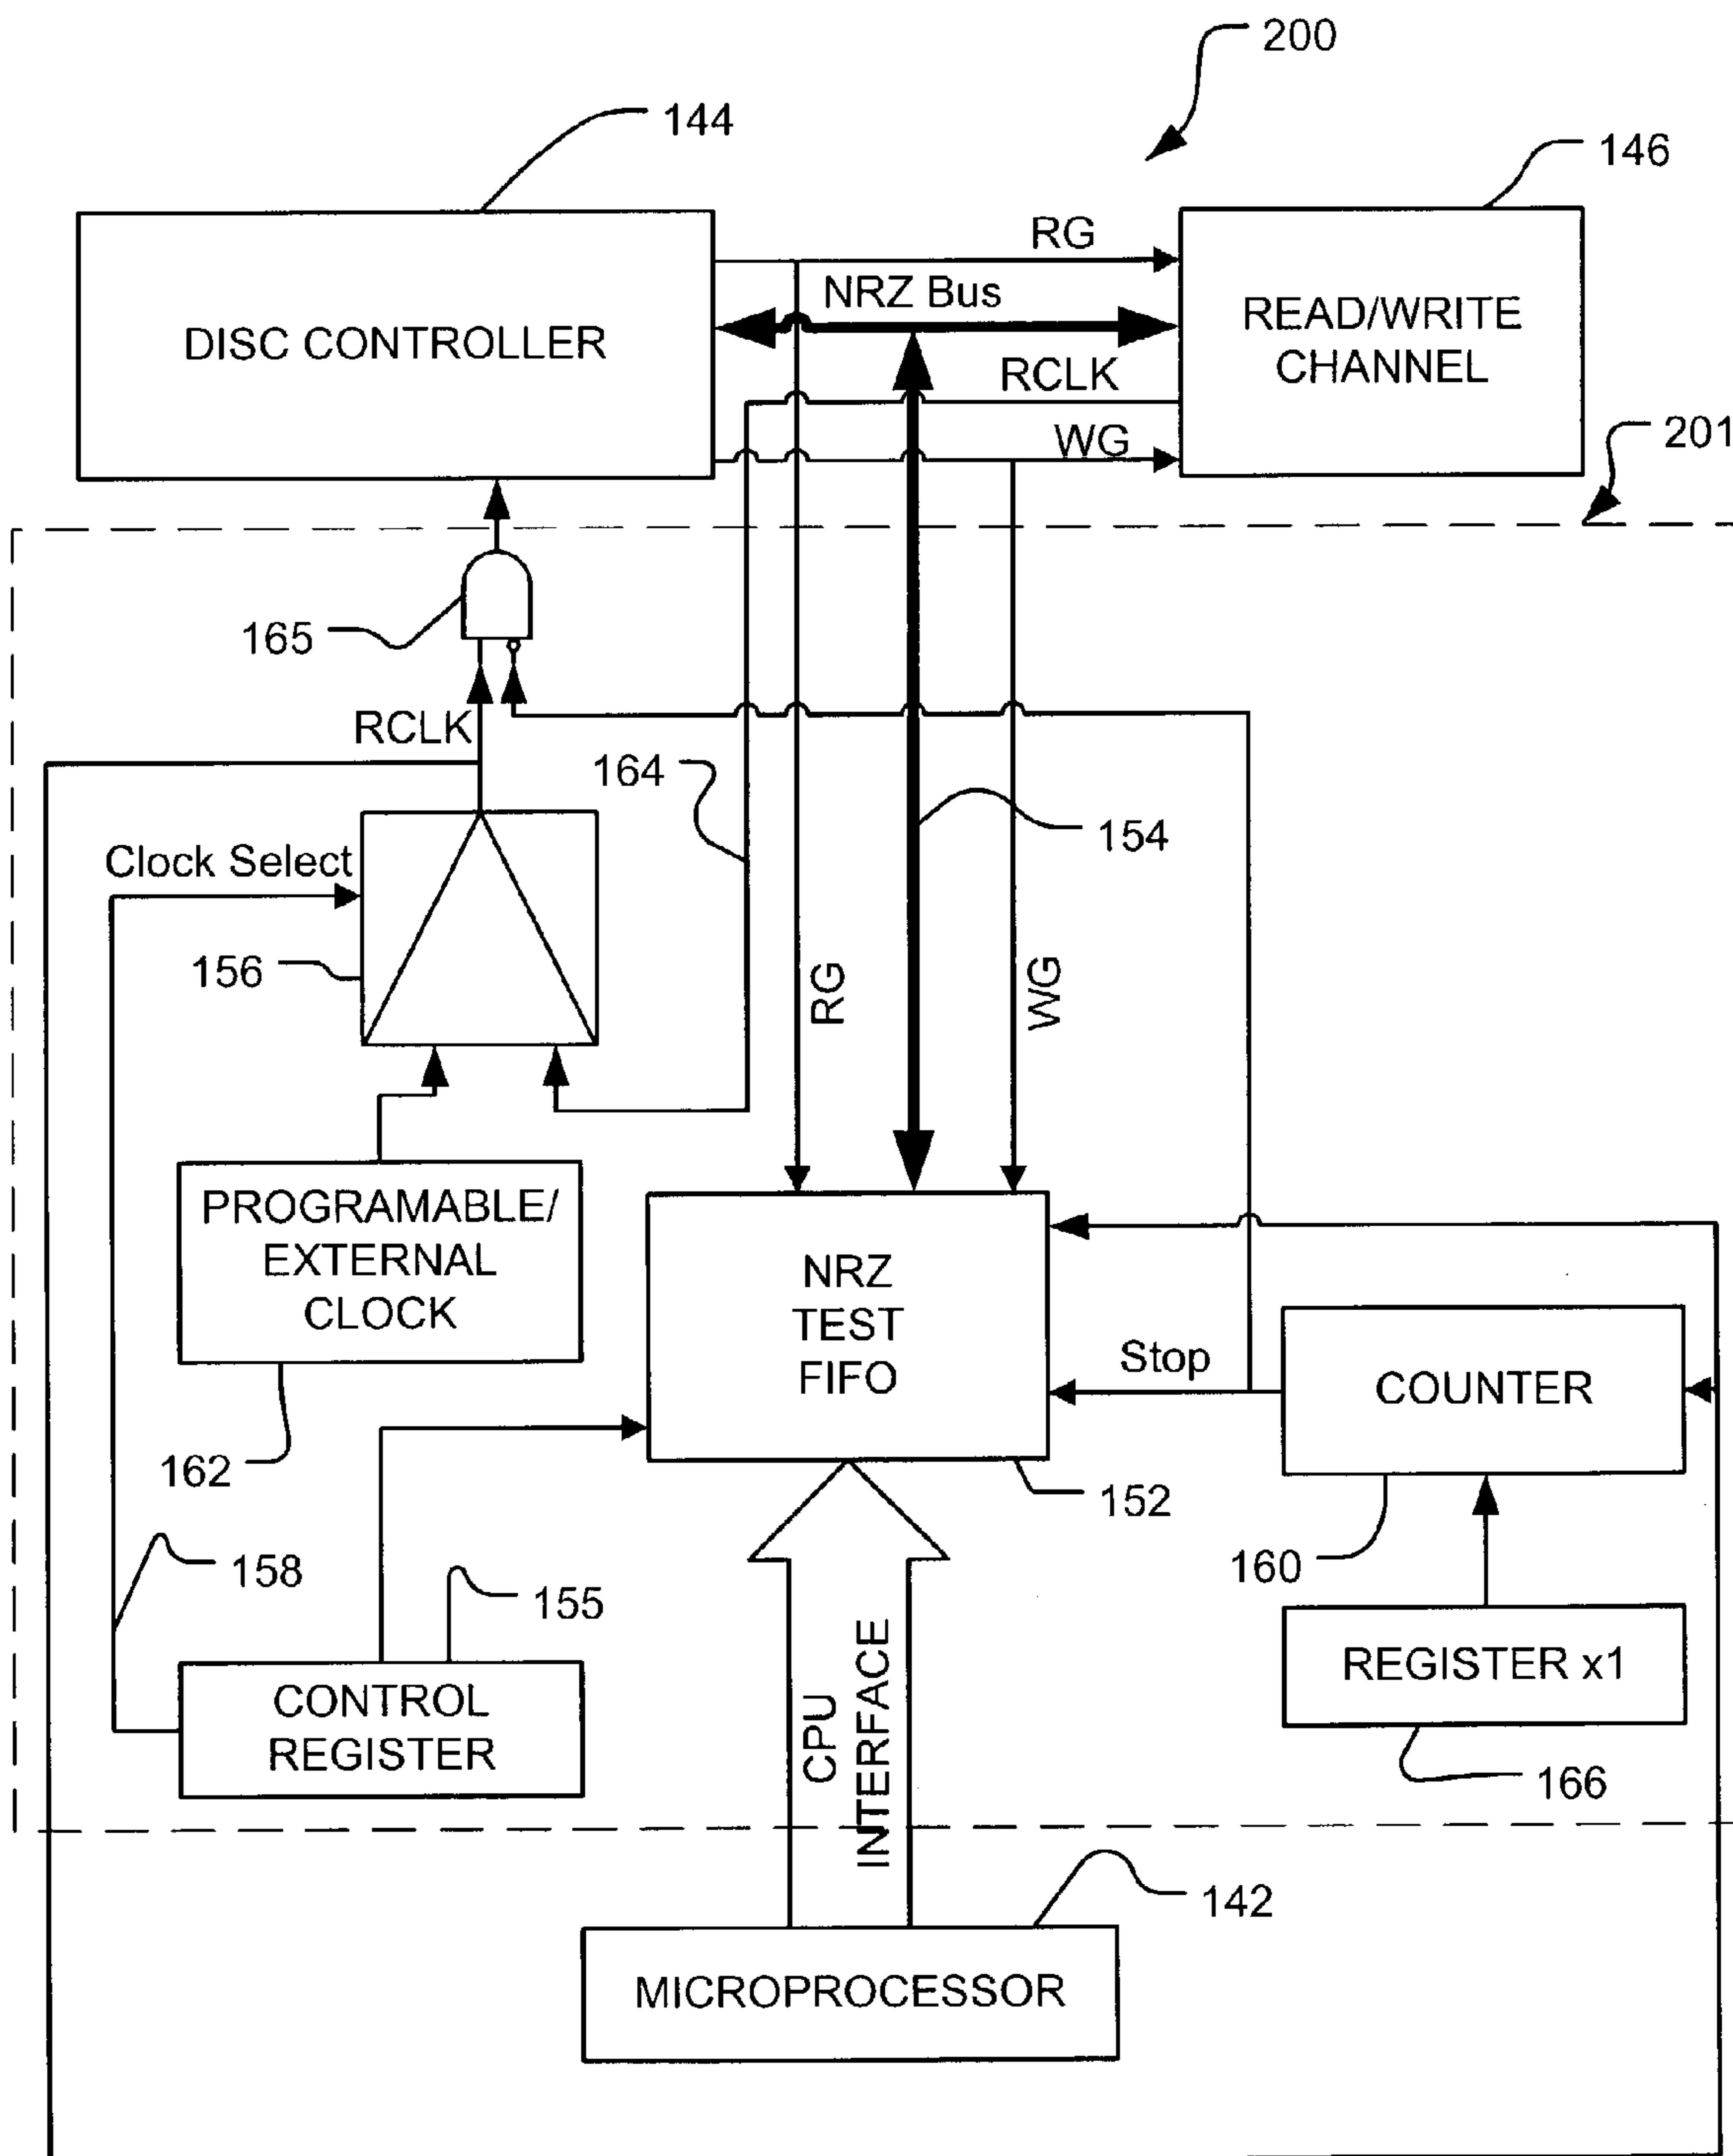 200
144
146
RG
NRZ Bus
DISC CONTROLLER
READ/WRITE
CHANNEL
RCLK
WG
201
165
RCLK
164
154
Clock Select
156
RG
WG
PROGRAMABLE/
EXTERNAL
CLOCK
NRZ
TEST
FIFO
Stop
COUNTER
162
152
160
158
155
CPU
INTERFACE
REGISTER x1
CONTROL
REGISTER
166
142
MICROPROCESSOR